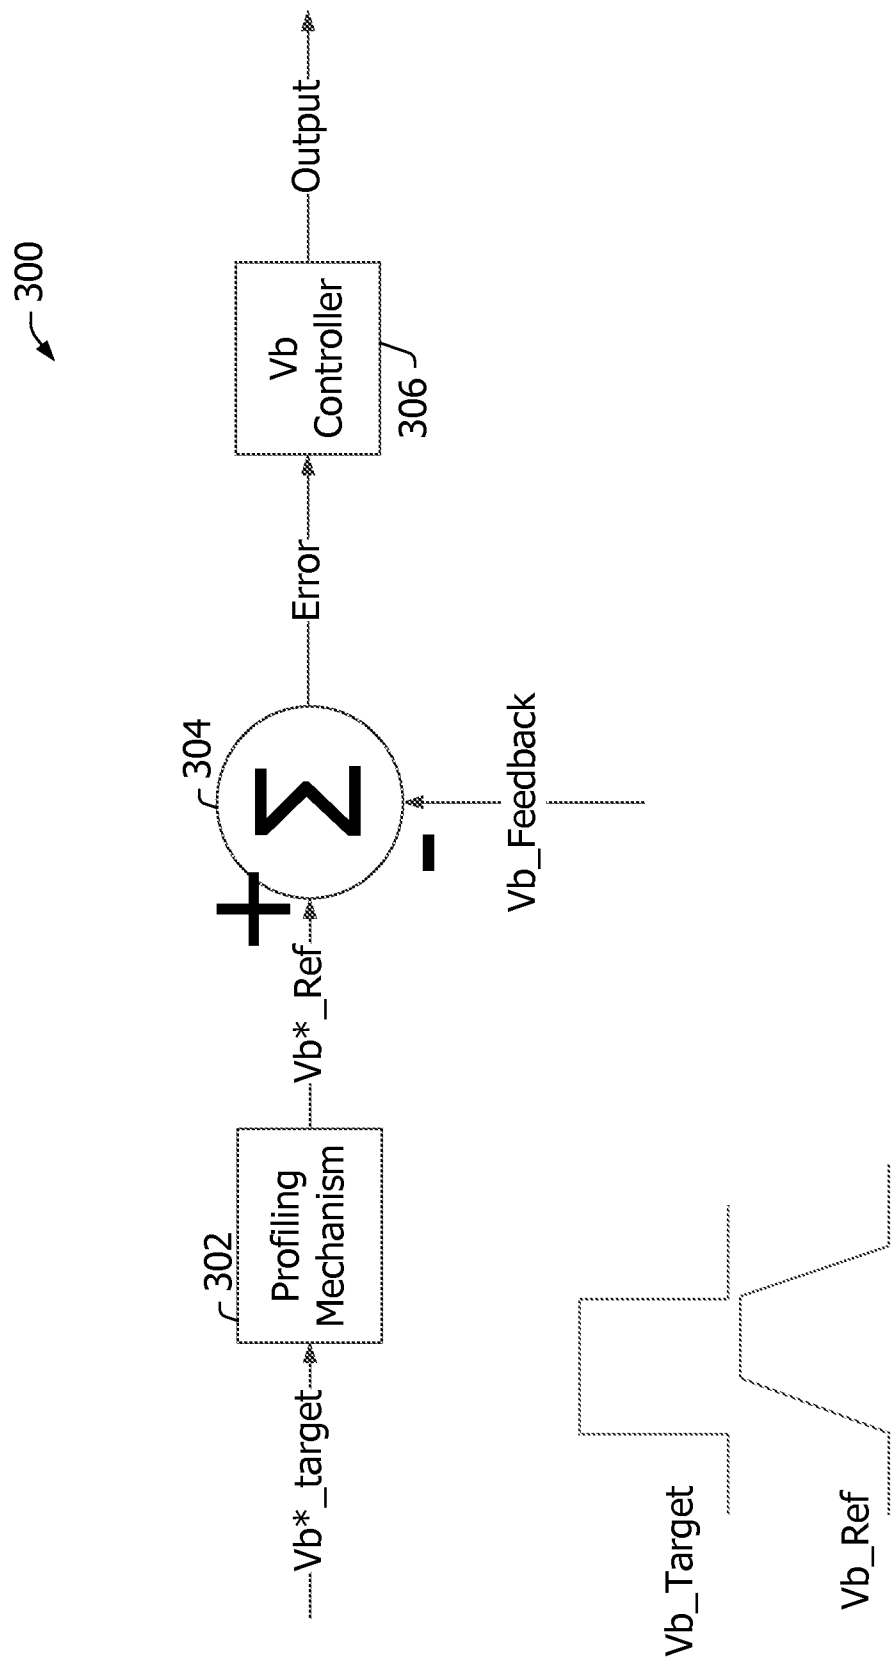 300
Vb*_target
302
Profiling
Mechanism
Vb*_Ref
+
304
Σ
-
Vb_Feedback
Error
Vb
Controller
306
Output
Vb_Target
Vb_Ref